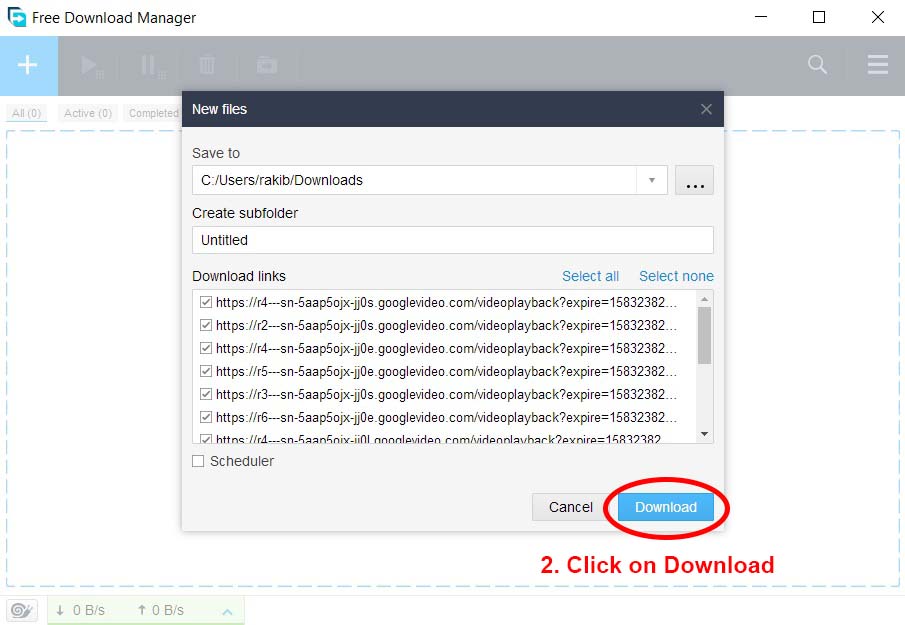 Free Download Manager
All (0)
Active (0)
Completed
New files
Save to
C:/Users/rakib/Downloads
...
Create subfolder
Untitled
Download links
Select all
Select none
https://r4---sn-5aap5ojx-jj0s.googlevideo.com/videoplayback?expire=15832382...
https://r2---sn-5aap5ojx-jj0s.googlevideo.com/videoplayback?expire=15832382...
https://r4---sn-5aap5ojx-jj0e.googlevideo.com/videoplayback?expire=15832382...
https://r5---sn-5aap5ojx-jj0e.googlevideo.com/videoplayback?expire=15832382...
https://r3---sn-5aap5ojx-jj0s.googlevideo.com/videoplayback?expire=15832382...
https://r6---sn-5aap5ojx-jj0e.googlevideo.com/videoplayback?expire=15832382...
https://r4---sn-5aap5ojx-jj0l.googlevideo.com/videoplayback?expire=15832382...
Scheduler
Cancel
Download
2. Click on Download
↓ 0 B/s
↑ 0 B/s